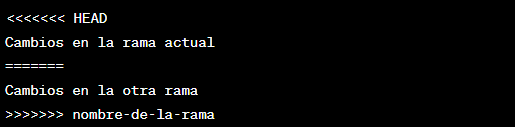 <<<<<<< HEAD
Cambios en la rama actual
=======
Cambios en la otra rama
>>>>>>> nombre-de-la-rama